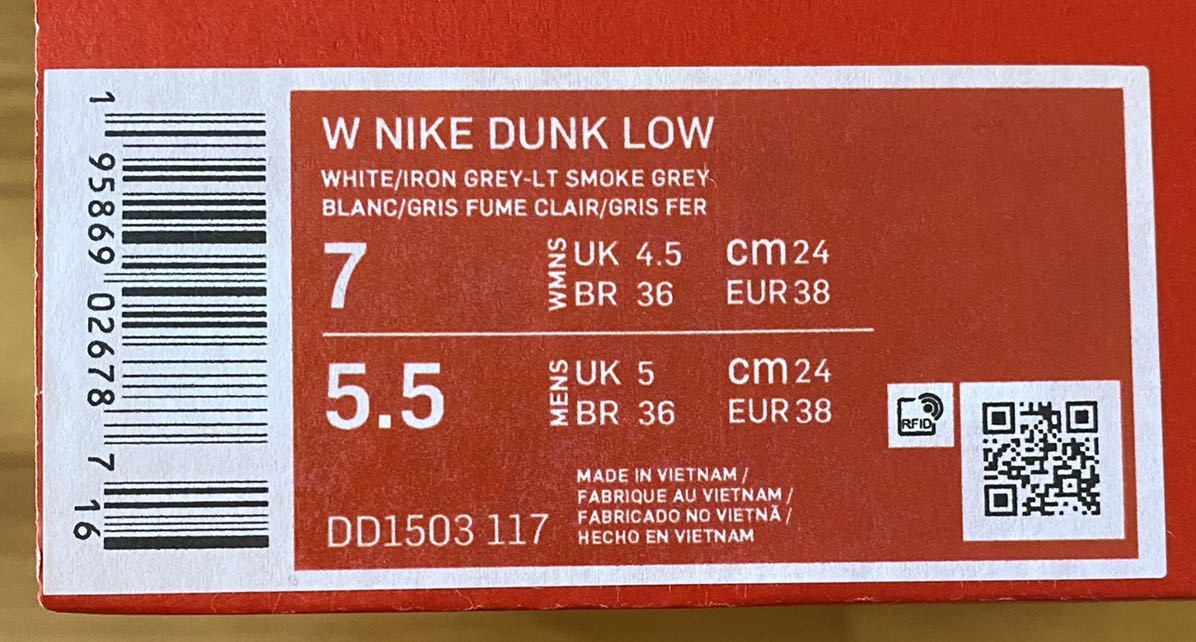 1 95869 02678 7 16
W NIKE DUNK LOW
WHITE/IRON GREY-LT SMOKE GREY
BLANC/GRIS FUME CLAIR/GRIS FER
7 WMNS UK 4.5 cm 24
BR 36 EUR 38
5.5 MENS UK 5 cm 24
BR 36 EUR 38
RFID
MADE IN VIETNAM /
FABRIQUE AU VIETNAM /
FABRICADO NO VIETNÃ /
HECHO EN VIETNAM
DD1503 117